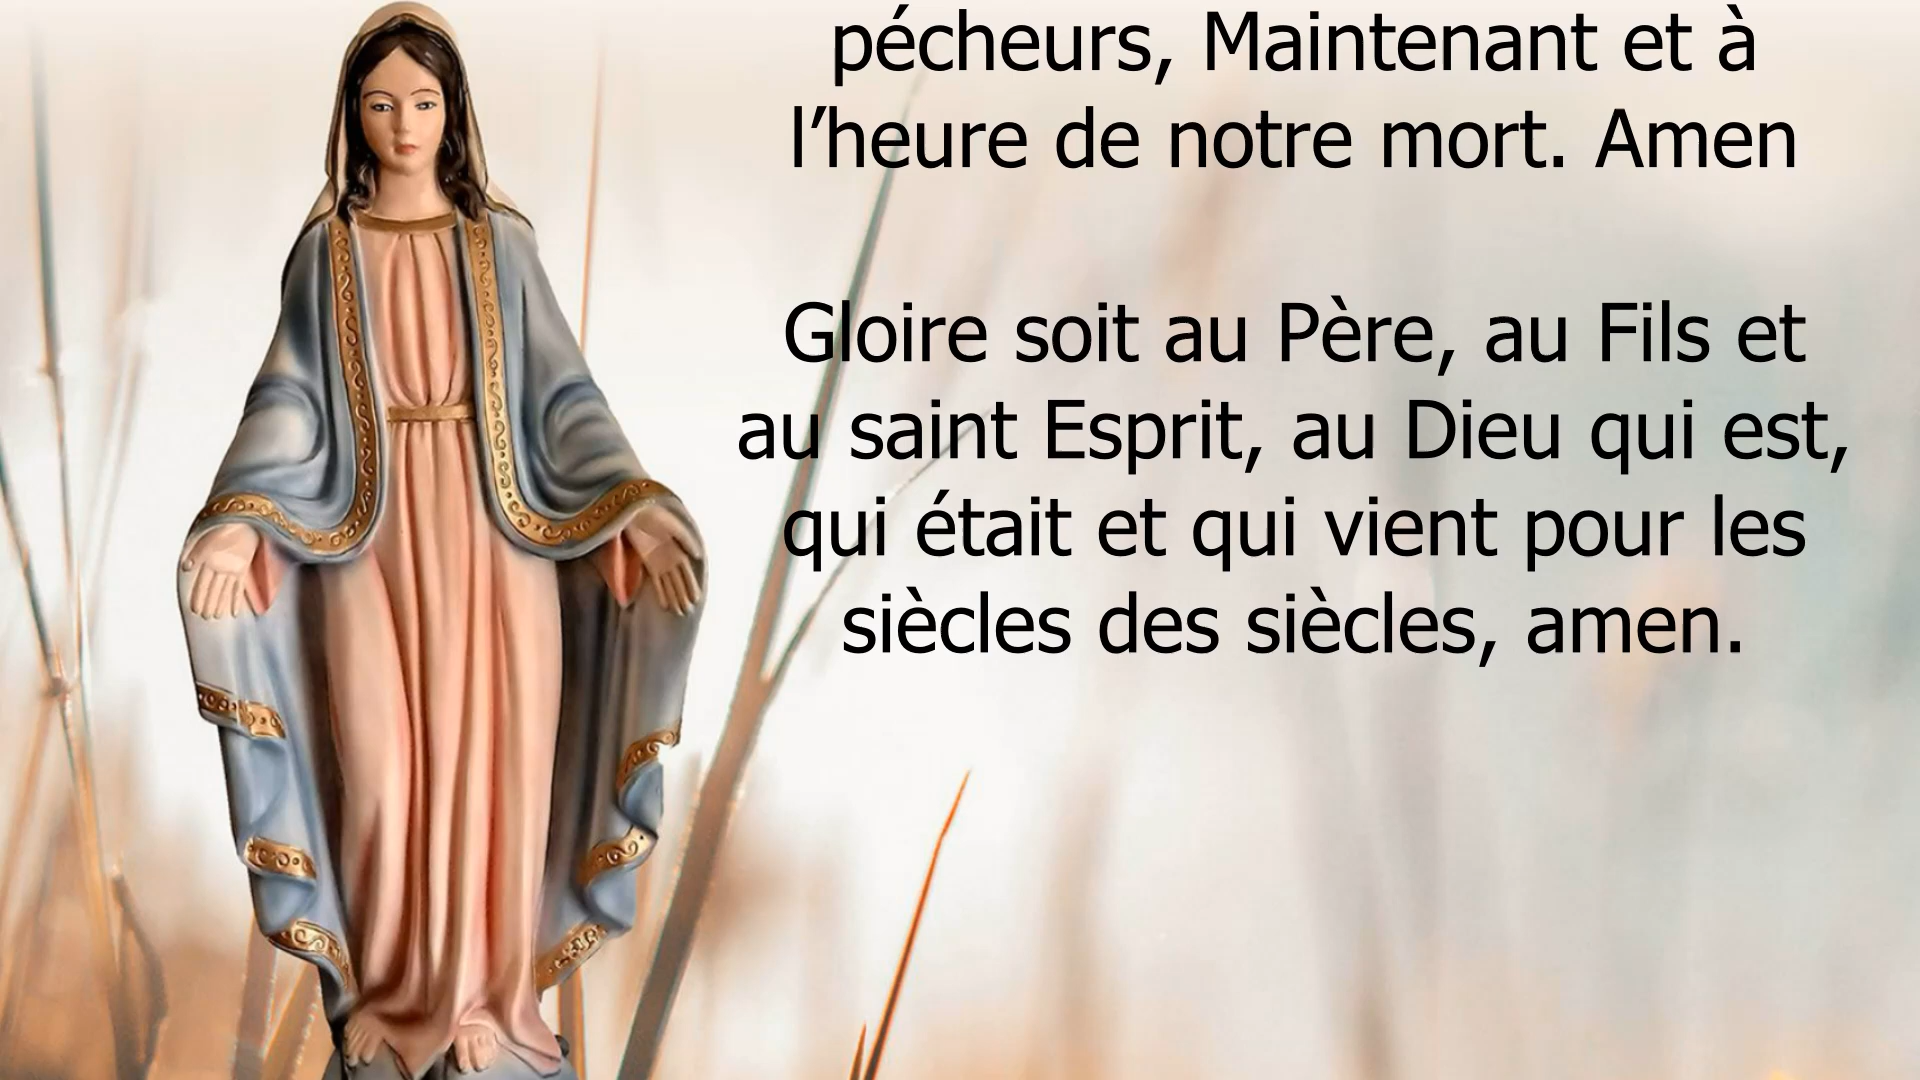 pécheurs, Maintenant et à
l’heure de notre mort. Amen
Gloire soit au Père, au Fils et
au saint Esprit, au Dieu qui est,
qui était et qui vient pour les
siècles des siècles, amen.